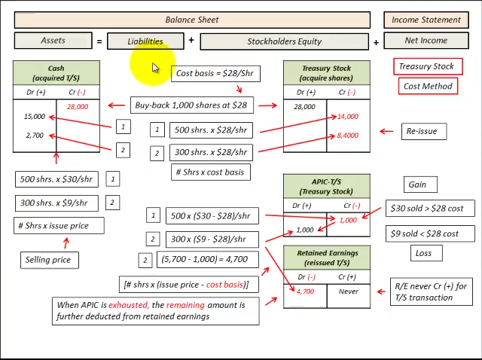 Balance Sheet
Income Statement
Assets
=
Liabilities
+
Stockholders Equity
+
Net Income
Cash
(acquired T/S)
Dr (+) Cr (-)
28,000
15,000
2,700
Cost basis = $28/Shr
Treasury Stock
(acquire shares)
Dr (+) Cr (-)
28,000
14,000
8,4000
Treasury Stock
Cost Method
Buy-back 1,000 shares at $28
1
2
1 500 shrs. x $28/shr
2 300 shrs. x $28/shr
# Shrs x cost basis
Re-issue
500 shrs. x $30/shr 1
300 shrs. x $9/shr 2
# Shrs x issue price
Selling price
APIC-T/S
(Treasury Stock)
Dr (+) Cr (-)
1,000
1,000
Gain
$30 sold > $28 cost
$9 sold < $28 cost
Loss
1 500 x ($30 - $28)/shr)
2 300 x ($9 - $28)/shr)
2 (5,700 - 1,000) = 4,700
[# shrs x (issue price - cost basis)]
Retained Earnings
(reissued T/S)
Dr (-) Cr (+)
4,700 Never
R/E never Cr (+) for
T/S transaction
When APIC is exhausted, the remaining amount is
further deducted from retained earnings